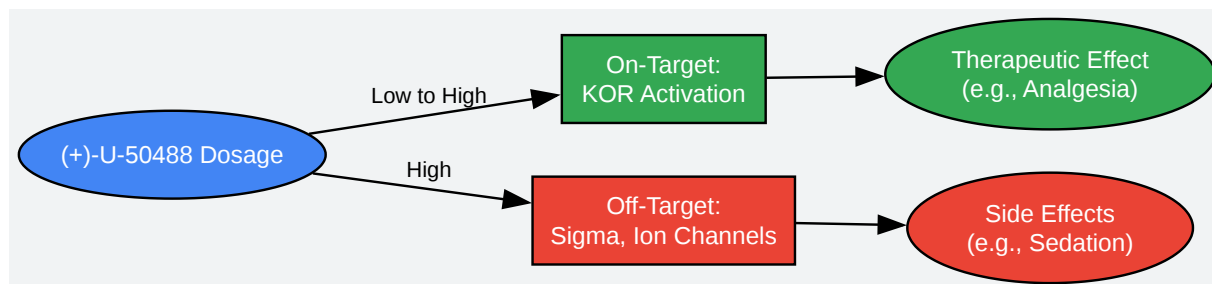 (+)-U-50488 Dosage
Low to High
High
On-Target:
KOR Activation
Therapeutic Effect
(e.g., Analgesia)
Off-Target:
Sigma, Ion Channels
Side Effects
(e.g., Sedation)